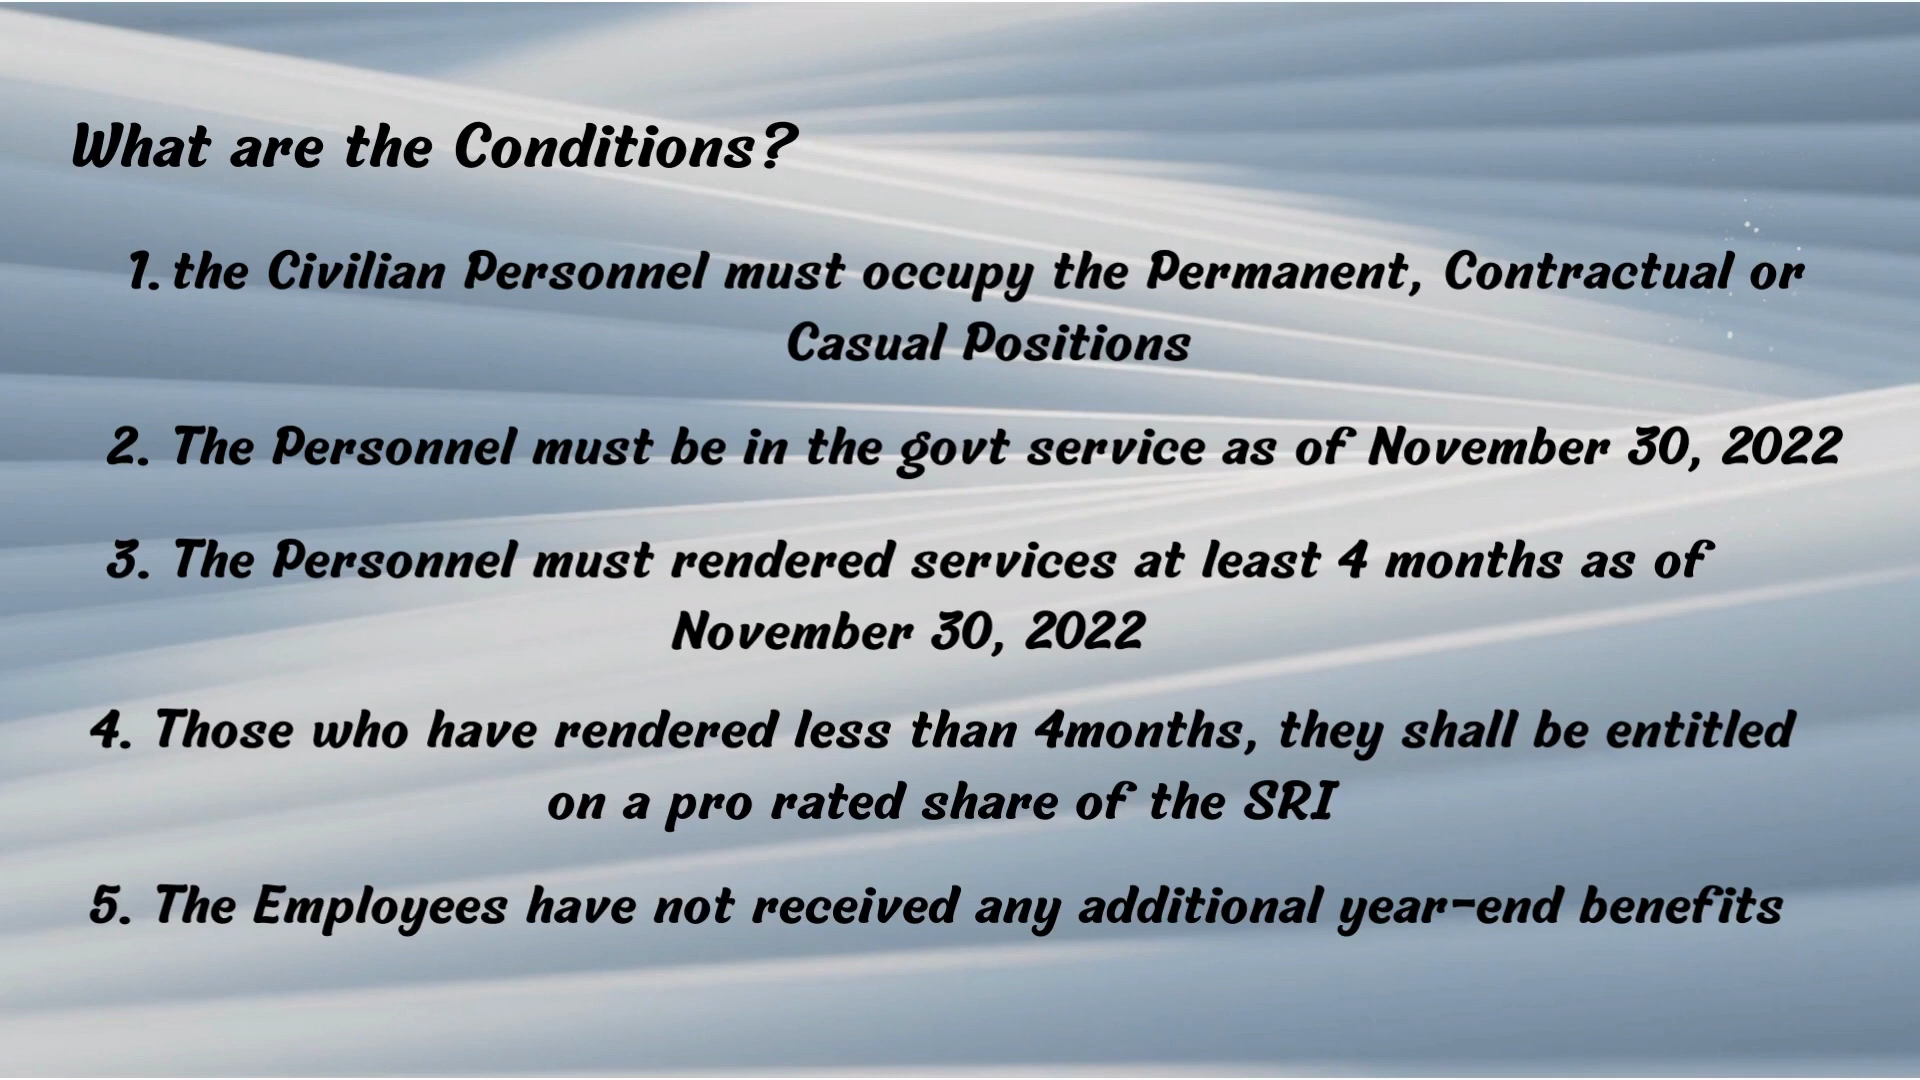 What are the Conditions?
1. the Civilian Personnel must occupy the Permanent, Contractual or
Casual Positions
2. The Personnel must be in the govt service as of November 30, 2022
3. The Personnel must rendered services at least 4 months as of
November 30, 2022
4. Those who have rendered less than 4months, they shall be entitled
on a pro rated share of the SRI
5. The Employees have not received any additional year-end benefits